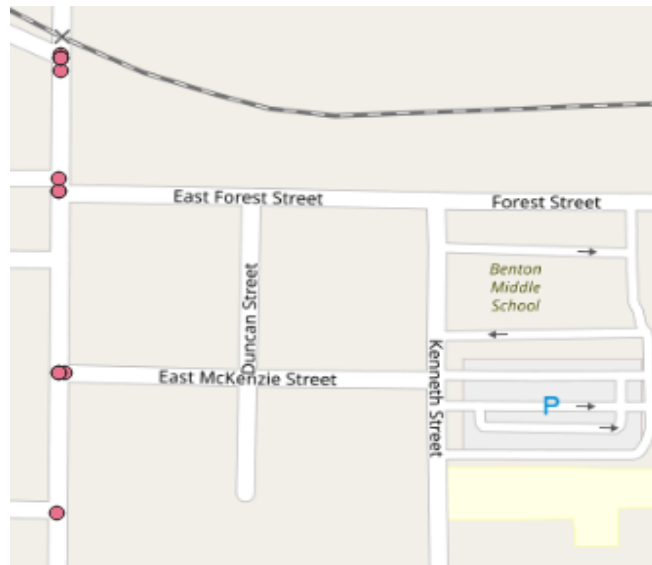 East Forest Street
Forest Street
Benton
Middle
School
Duncan Street
East McKenzie Street
Kenneth Street
P